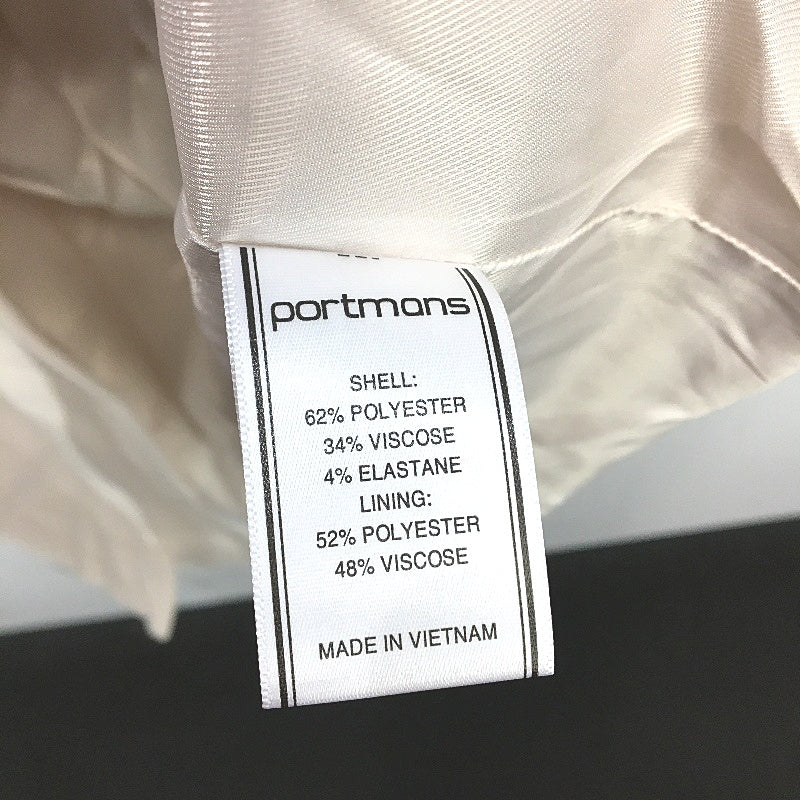 portmans
SHELL:
62% POLYESTER
34% VISCOSE
4% ELASTANE
LINING:
52% POLYESTER
48% VISCOSE
MADE IN VIETNAM